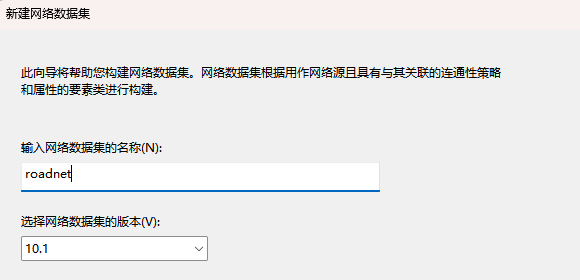 新建网络数据集
此向导将帮助您构建网络数据集。网络数据集根据用作网络源且具有与其关联的连通性策略
和属性的要素类进行构建。
输入网络数据集的名称(N):
roadnet
选择网络数据集的版本(V):
10.1